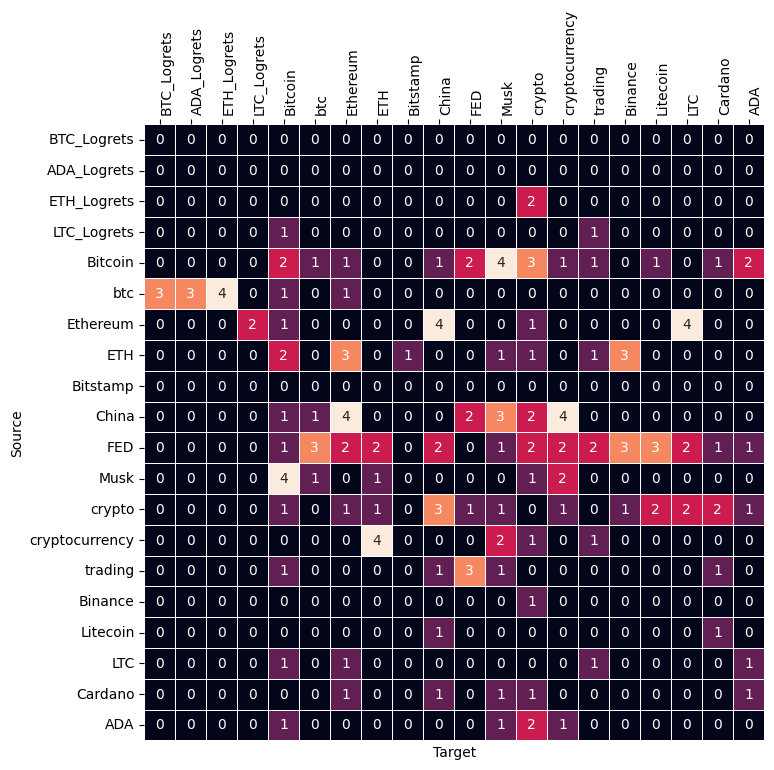 BTC_Logrets ADA_Logrets ETH_Logrets LTC_Logrets Bitcoin btc Ethereum ETH Bitstamp China FED Musk crypto cryptocurrency trading Binance Litecoin LTC Cardano ADA
BTC_Logrets 0 0 0 0 0 0 0 0 0 0 0 0 0 0 0 0 0 0 0 0
ADA_Logrets 0 0 0 0 0 0 0 0 0 0 0 0 0 0 0 0 0 0 0 0
ETH_Logrets 0 0 0 0 0 0 0 0 0 0 0 0 2 0 0 0 0 0 0 0
LTC_Logrets 0 0 0 0 1 0 0 0 0 0 0 0 0 0 1 0 0 0 0 0
Bitcoin 0 0 0 0 2 1 1 0 0 1 2 4 3 1 1 0 1 0 1 2
btc 3 3 4 0 1 0 1 0 0 0 0 0 0 0 0 0 0 0 0 0
Ethereum 0 0 0 2 1 0 0 0 0 4 0 0 1 0 0 0 0 4 0 0
ETH 0 0 0 0 2 0 3 0 1 0 0 1 1 0 1 3 0 0 0 0
Bitstamp 0 0 0 0 0 0 0 0 0 0 0 0 0 0 0 0 0 0 0 0
China 0 0 0 0 1 1 4 0 0 0 2 3 2 4 0 0 0 0 0 0
FED 0 0 0 0 1 3 2 2 0 2 0 1 2 2 2 3 3 2 1 1
Musk 0 0 0 0 4 1 0 1 0 0 0 0 1 2 0 0 0 0 0 0
crypto 0 0 0 0 1 0 1 1 0 3 1 1 0 1 0 1 2 2 2 1
cryptocurrency 0 0 0 0 0 0 0 4 0 0 0 2 1 0 1 0 0 0 0 0
trading 0 0 0 0 1 0 0 0 0 1 3 1 0 0 0 0 0 0 1 0
Binance 0 0 0 0 0 0 0 0 0 0 0 0 1 0 0 0 0 0 0 0
Litecoin 0 0 0 0 0 0 0 0 0 1 0 0 0 0 0 0 0 0 1 0
LTC 0 0 0 0 1 0 1 0 0 0 0 0 0 0 1 0 0 0 0 1
Cardano 0 0 0 0 0 0 1 0 0 1 0 1 1 0 0 0 0 0 0 1
ADA 0 0 0 0 1 0 0 0 0 0 0 1 2 1 0 0 0 0 0 0
Source
Target